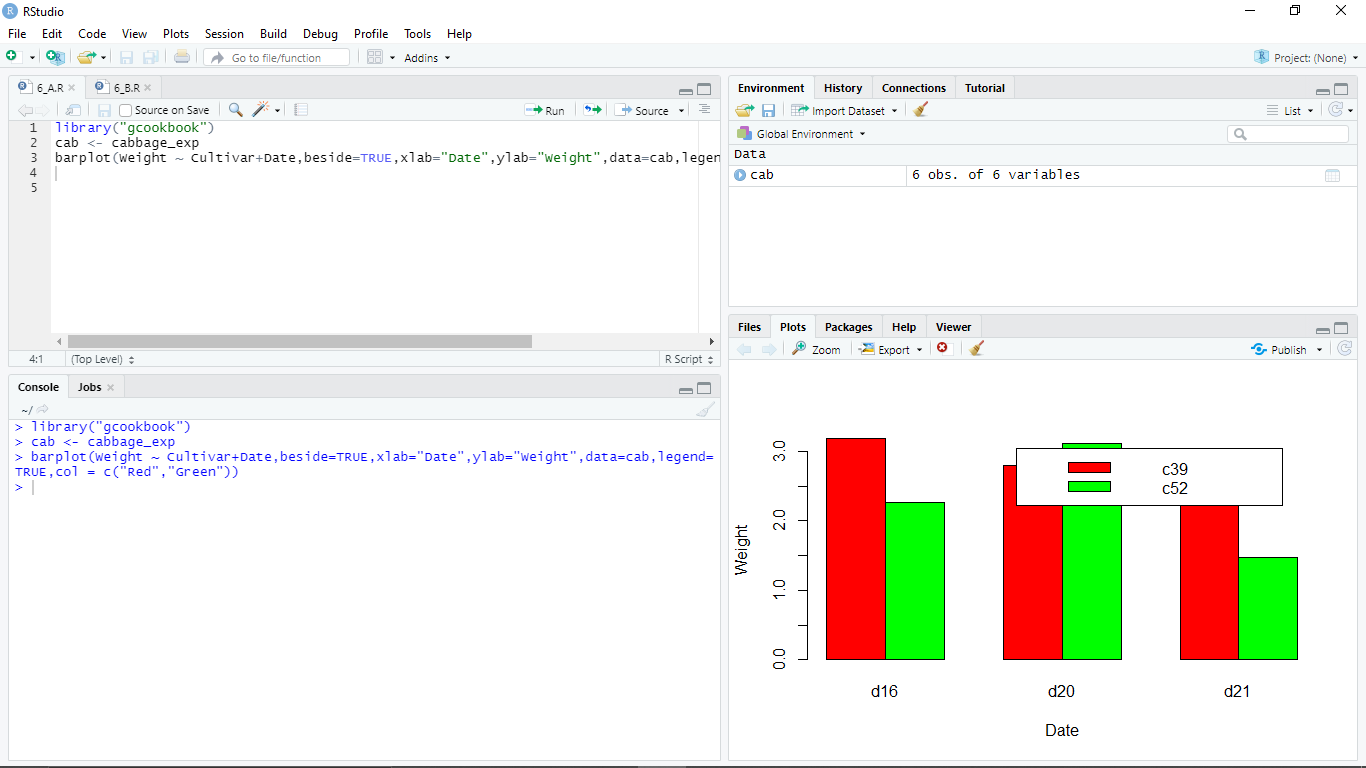 RStudio
File Edit Code View Plots Session Build Debug Profile Tools Help
Go to file/function Addins Project: (None)
6_A.R 6_B.R
Source on Save Run Source
1 library("gcookbook")
2 cab <- cabbage_exp
3 barplot(Weight ~ Cultivar+Date,beside=TRUE,xlab="Date",ylab="Weight",data=cab,legen
4
5
4:1 (Top Level) R Script
Console Jobs
~/
> library("gcookbook")
> cab <- cabbage_exp
> barplot(Weight ~ Cultivar+Date,beside=TRUE,xlab="Date",ylab="Weight",data=cab,legend=
TRUE,col = c("Red","Green"))
>
Environment History Connections Tutorial
Import Dataset List
Global Environment
Data
cab 6 obs. of 6 variables
Files Plots Packages Help Viewer
Zoom Export Publish
c39
c52
Weight
3.0
2.0
1.0
0.0
d16 d20 d21
Date